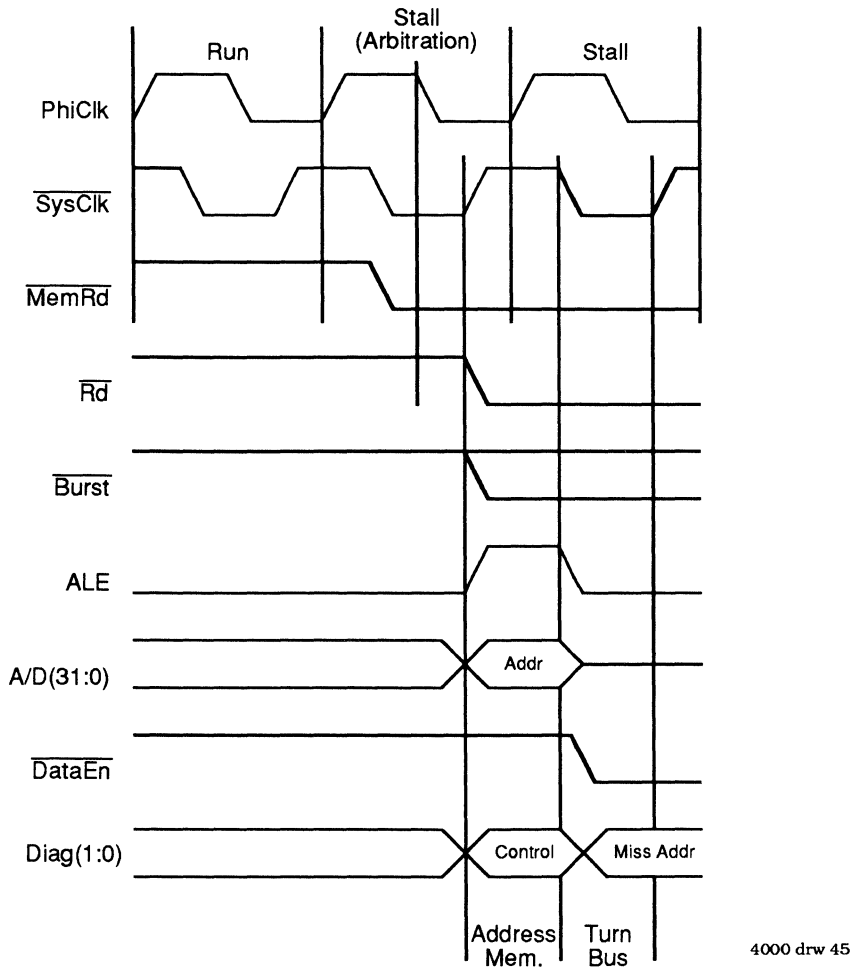 Run
Stall
(Arbitration)
Stall
PhiClk
SysClk
MemRd
Rd
Burst
ALE
A/D(31:0)
Addr
DataEn
Diag(1:0)
Control
Miss Addr
Address
Mem.
Turn
Bus
4000 drw 45